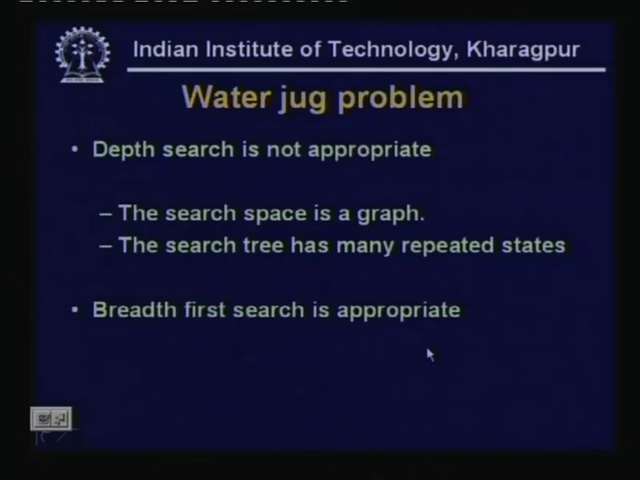 Indian Institute of Technology, Kharagpur
Water jug problem
• Depth search is not appropriate
– The search space is a graph.
– The search tree has many repeated states
• Breadth first search is appropriate